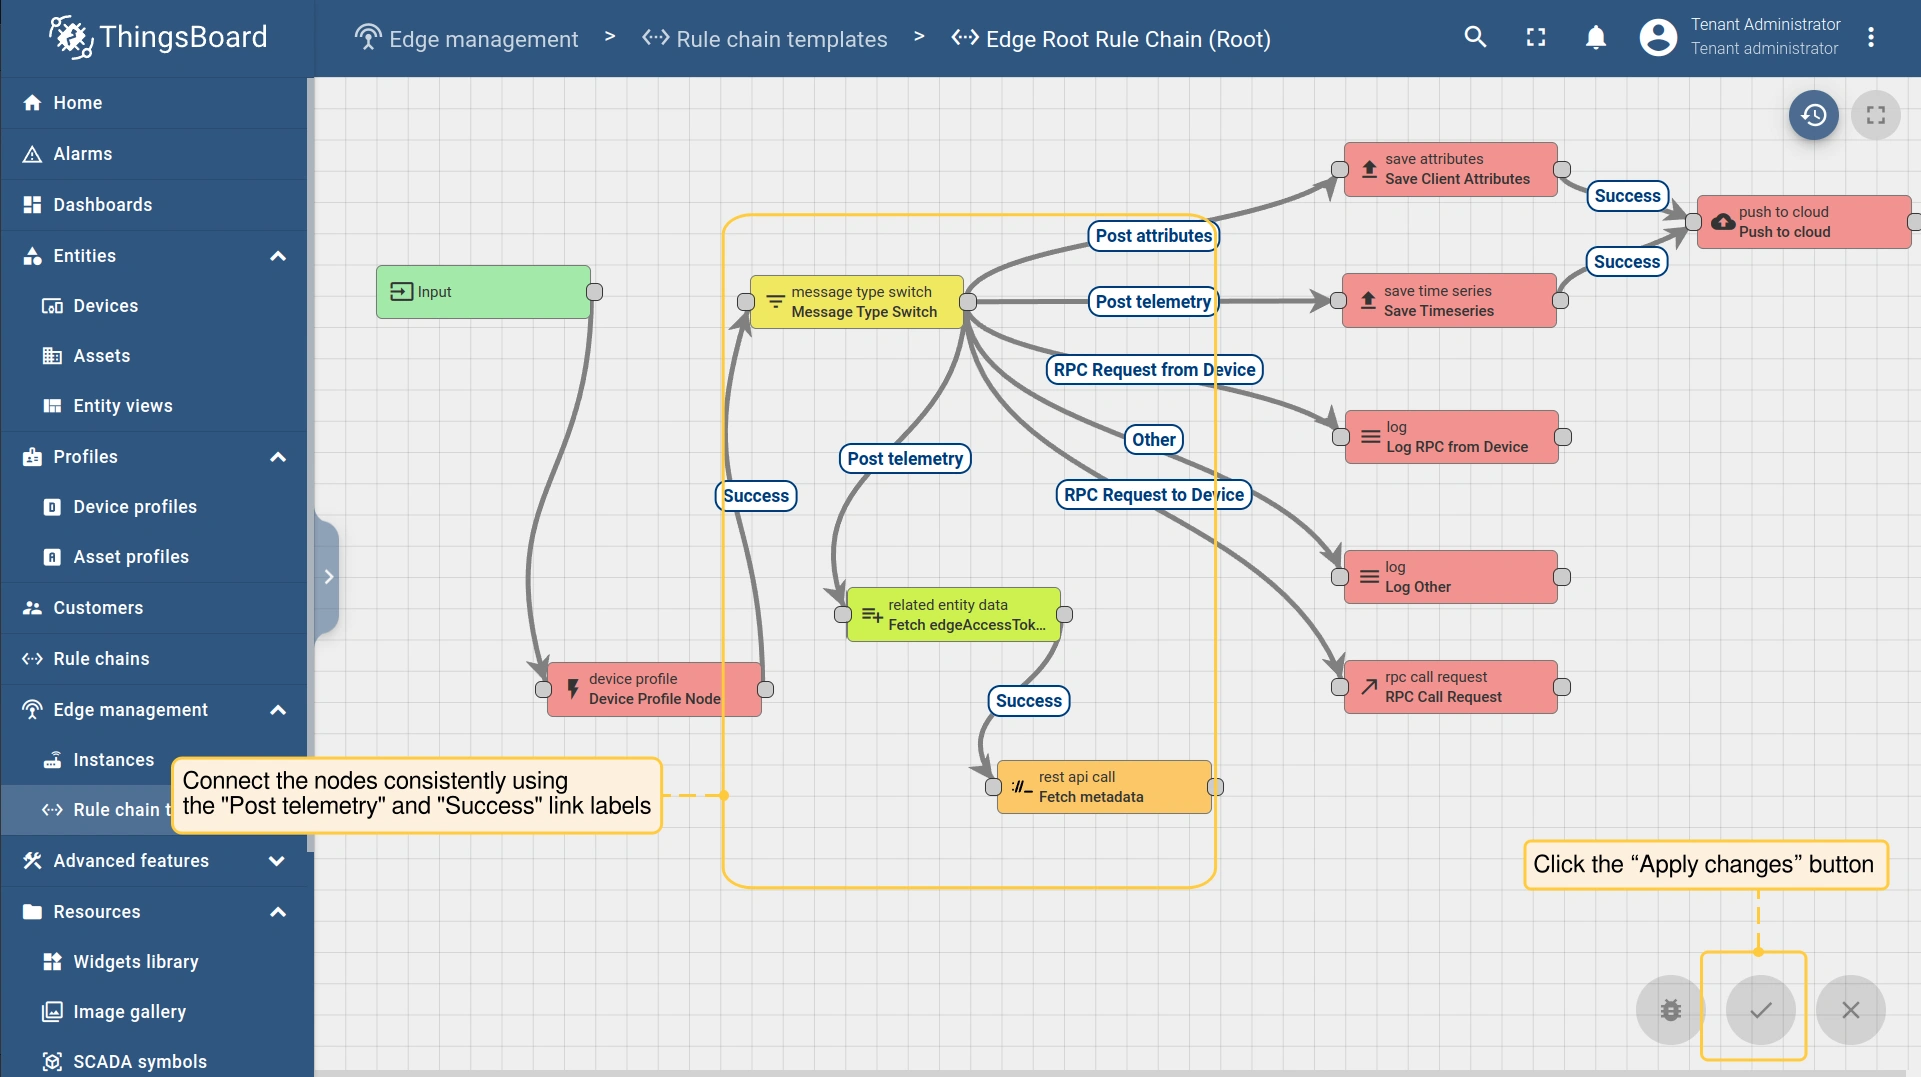 ThingsBoard
Edge management > Rule chain templates > Edge Root Rule Chain (Root)
Tenant Administrator
Tenant administrator
Home
Alarms
Dashboards
Entities
Devices
Assets
Entity views
Profiles
Device profiles
Asset profiles
Customers
Rule chains
Edge management
Instances
Rule chain t
Advanced features
Resources
Widgets library
Image gallery
SCADA symbols
Input
device profile
Device Profile Node
Success
message type switch
Message Type Switch
Post attributes
Post telemetry
RPC Request from Device
Other
RPC Request to Device
Post telemetry
related entity data
Fetch edgeAccessTok...
Success
rest api call
Fetch metadata
save attributes
Save Client Attributes
Success
save time series
Save Timeseries
Success
push to cloud
Push to cloud
log
Log RPC from Device
log
Log Other
rpc call request
RPC Call Request
Connect the nodes consistently using
the "Post telemetry" and "Success" link labels
Click the “Apply changes” button